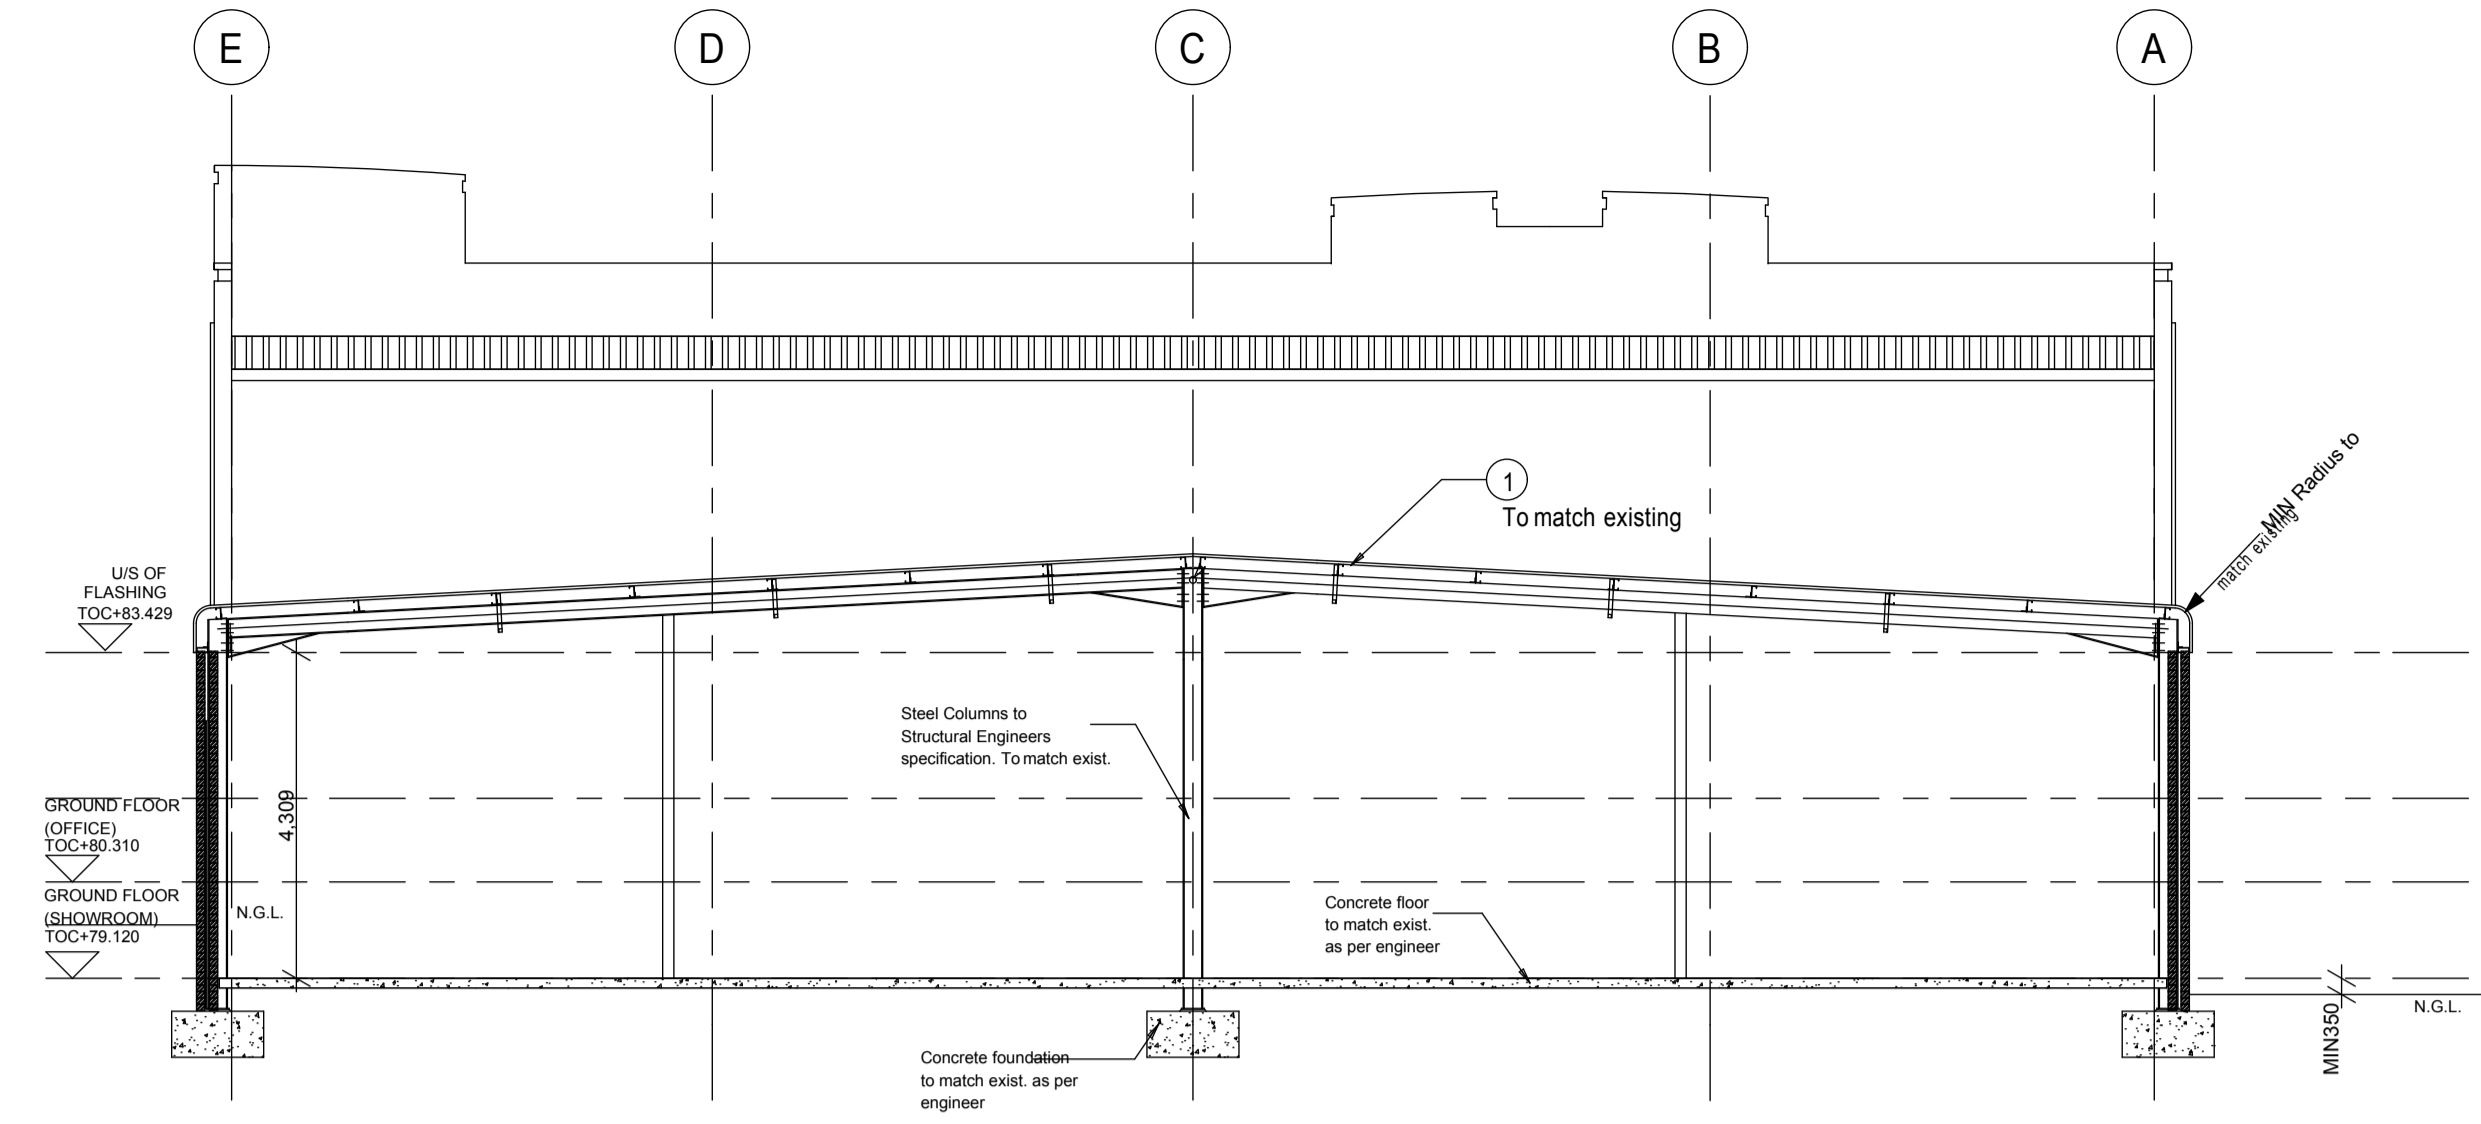 E
D
C
B
A
1
To match existing
MIN Radius to
match existing
U/S OF
FLASHING
TOC+83.429
Steel Columns to
Structural Engineers
specification. To match exist.
4,309
GROUND FLOOR
(OFFICE)
TOC+80.310
GROUND FLOOR
(SHOWROOM)
TOC+79.120
N.G.L.
Concrete floor
to match exist.
as per engineer
N.G.L.
MIN350
Concrete foundation
to match exist. as per
engineer